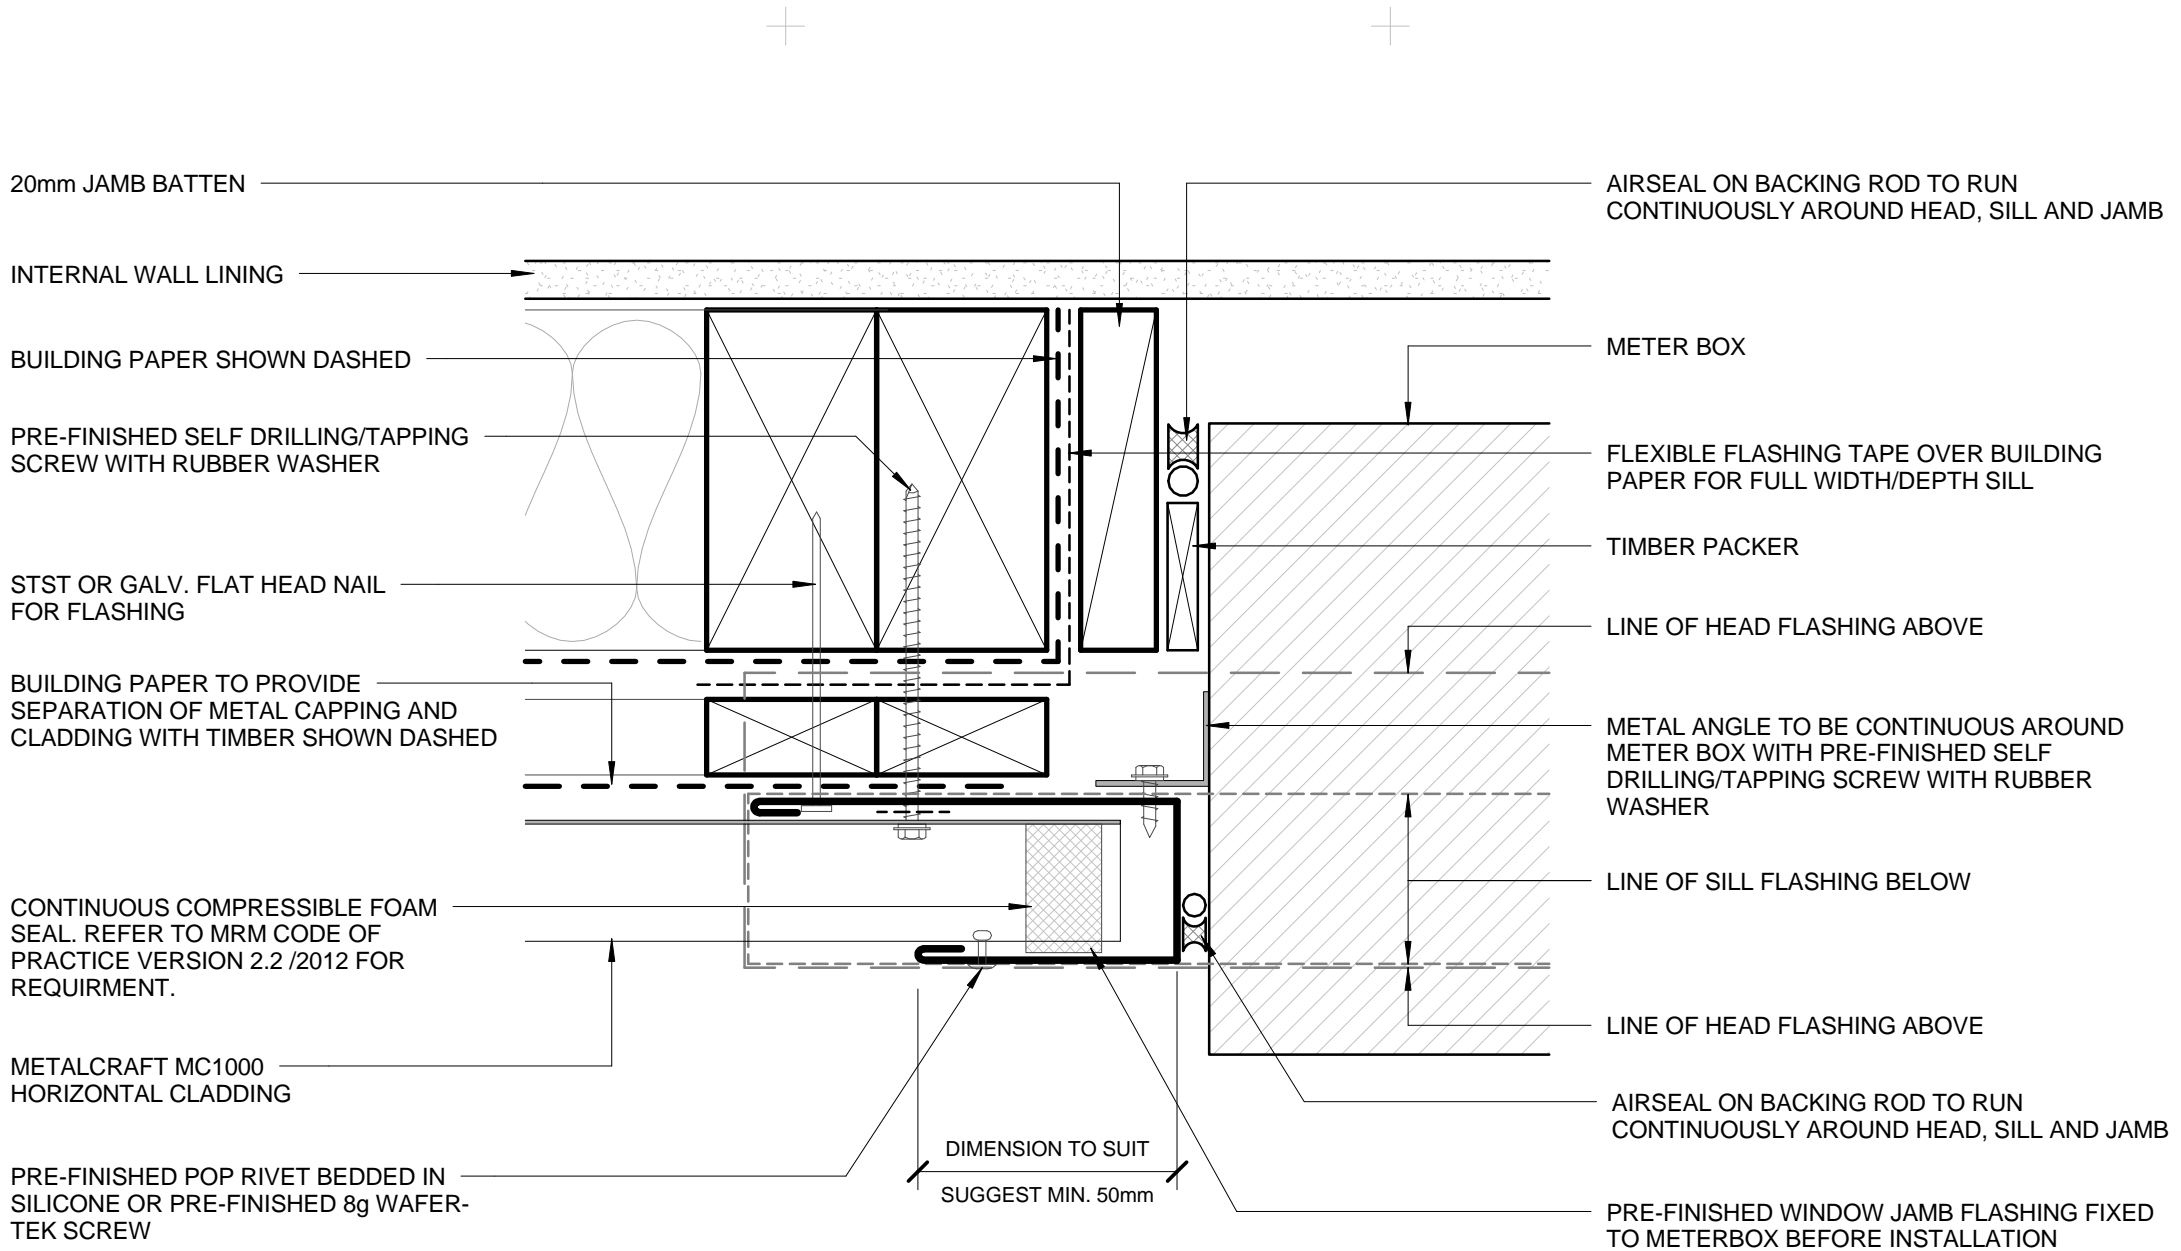 20mm JAMB BATTEN
INTERNAL WALL LINING
BUILDING PAPER SHOWN DASHED
PRE-FINISHED SELF DRILLING/TAPPING
SCREW WITH RUBBER WASHER
STST OR GALV. FLAT HEAD NAIL
FOR FLASHING
BUILDING PAPER TO PROVIDE
SEPARATION OF METAL CAPPING AND
CLADDING WITH TIMBER SHOWN DASHED
CONTINUOUS COMPRESSIBLE FOAM
SEAL. REFER TO MRM CODE OF
PRACTICE VERSION 2.2 /2012 FOR
REQUIRMENT.
METALCRAFT MC1000
HORIZONTAL CLADDING
PRE-FINISHED POP RIVET BEDDED IN
SILICONE OR PRE-FINISHED 8g WAFER-
TEK SCREW
DIMENSION TO SUIT
SUGGEST MIN. 50mm
AIRSEAL ON BACKING ROD TO RUN
CONTINUOUSLY AROUND HEAD, SILL AND JAMB
METER BOX
FLEXIBLE FLASHING TAPE OVER BUILDING
PAPER FOR FULL WIDTH/DEPTH SILL
TIMBER PACKER
LINE OF HEAD FLASHING ABOVE
METAL ANGLE TO BE CONTINUOUS AROUND
METER BOX WITH PRE-FINISHED SELF
DRILLING/TAPPING SCREW WITH RUBBER
WASHER
LINE OF SILL FLASHING BELOW
LINE OF HEAD FLASHING ABOVE
AIRSEAL ON BACKING ROD TO RUN
CONTINUOUSLY AROUND HEAD, SILL AND JAMB
PRE-FINISHED WINDOW JAMB FLASHING FIXED
TO METERBOX BEFORE INSTALLATION